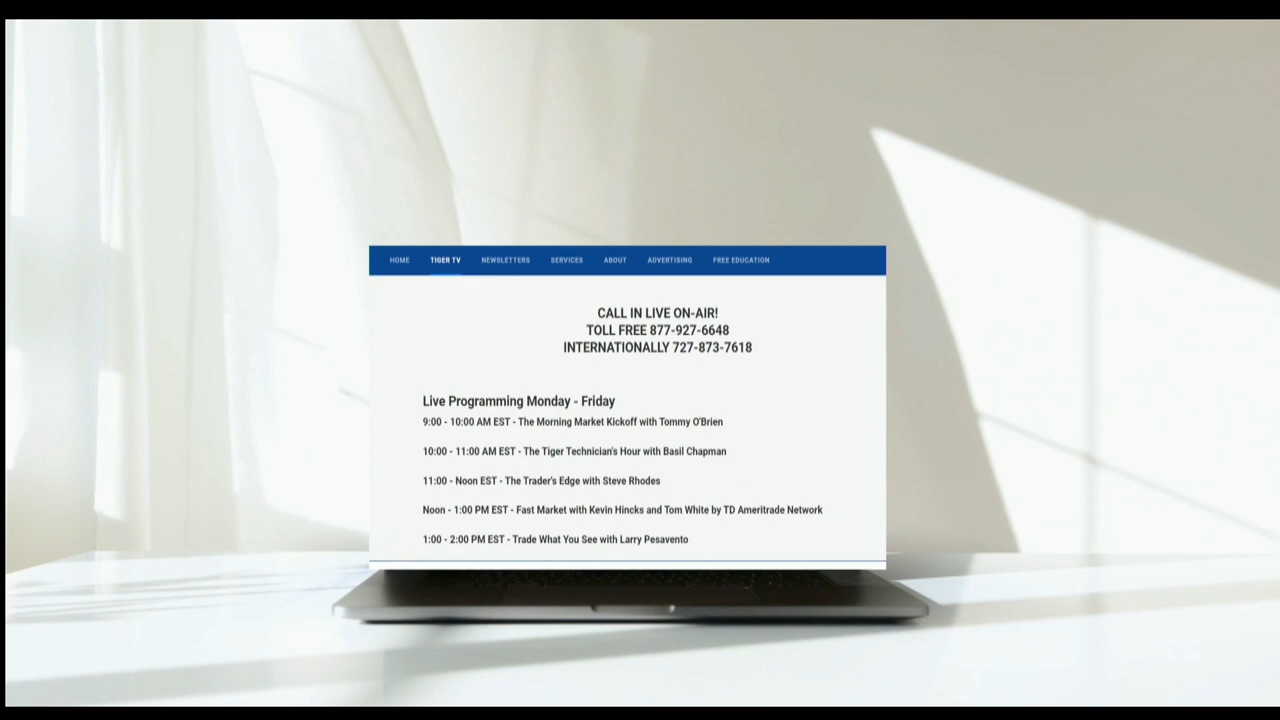 HOME TIGER TV NEWSLETTERS SERVICES ABOUT ADVERTISING FREE EDUCATION
CALL IN LIVE ON-AIR!
TOLL FREE 877-927-6648
INTERNATIONALLY 727-873-7618
Live Programming Monday - Friday
9:00 - 10:00 AM EST - The Morning Market Kickoff with Tommy O'Brien
10:00 - 11:00 AM EST - The Tiger Technician's Hour with Basil Chapman
11:00 - Noon EST - The Trader's Edge with Steve Rhodes
Noon - 1:00 PM EST - Fast Market with Kevin Hincks and Tom White by TD Ameritrade Network
1:00 - 2:00 PM EST - Trade What You See with Larry Pesavento